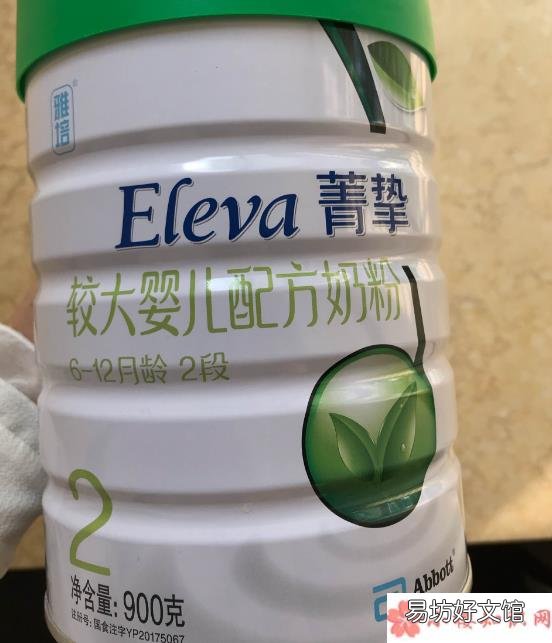 雅培®
Eleva 菁挚
较大婴儿配方奶粉
6-12月龄 2段
2
净含量: 900克
注册号: 国食注字YP20175067
Abbott
易坊好文馆
网